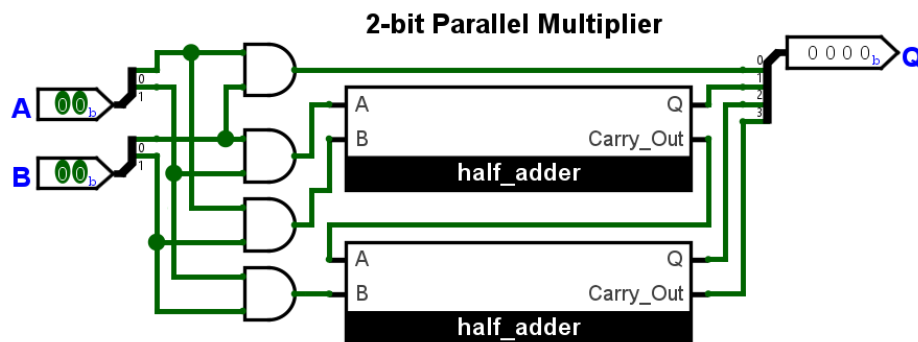 2-bit Parallel Multiplier
A
00b
0
1
B
00b
0
1
A
Q
B
Carry_Out
half_adder
A
Q
B
Carry_Out
half_adder
0
1
2
3
0000b
Q